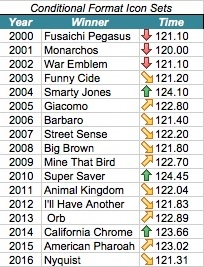 Conditional Format Icon Sets
Year Winner Time
2000 Fusaichi Pegasus 121.10
2001 Monarchos 120.00
2002 War Emblem 121.10
2003 Funny Cide 121.20
2004 Smarty Jones 124.10
2005 Giacomo 122.80
2006 Barbaro 121.40
2007 Street Sense 122.20
2008 Big Brown 121.80
2009 Mine That Bird 122.70
2010 Super Saver 124.45
2011 Animal Kingdom 122.04
2012 I'll Have Another 121.83
2013 Orb 122.89
2014 California Chrome 123.66
2015 American Pharoah 123.02
2016 Nyquist 121.31